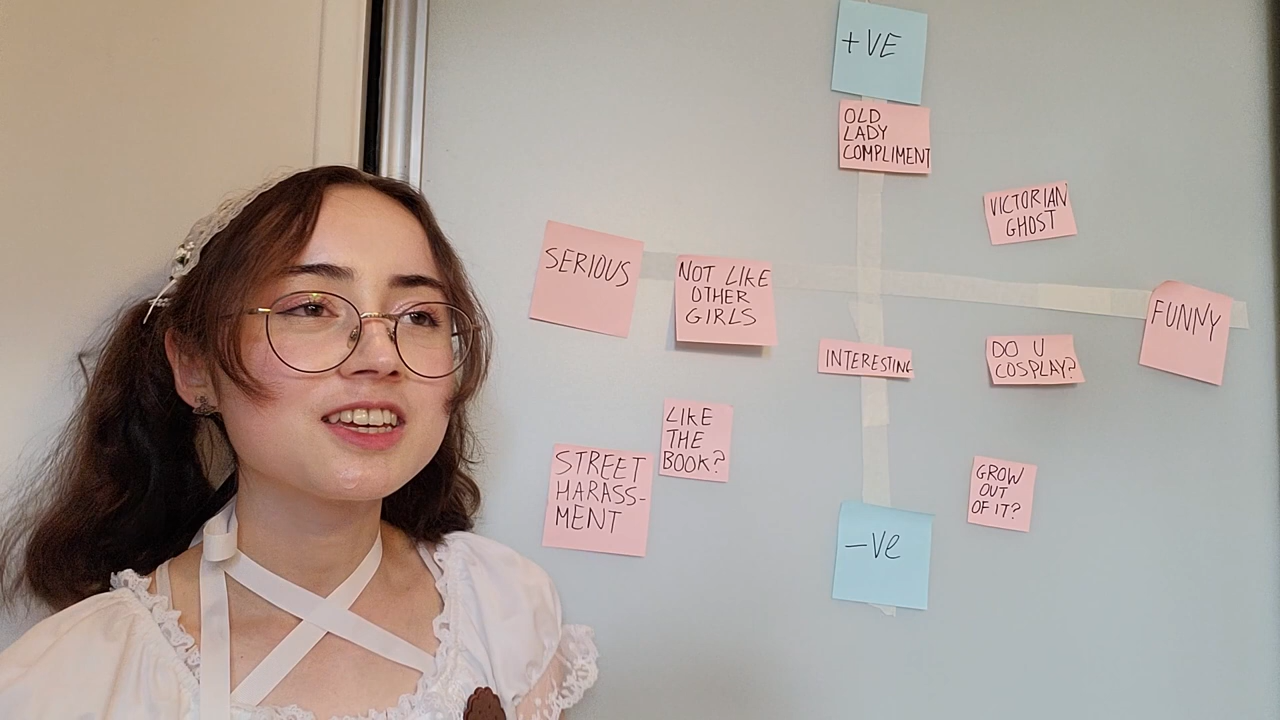 +VE
OLD
LADY
COMPLIMENT
VICTORIAN
GHOST
SERIOUS
NOT LIKE
OTHER
GIRLS
FUNNY
INTERESTING
DO U
COSPLAY?
LIKE
THE
BOOK?
STREET
HARASS-
MENT
GROW
OUT
OF IT?
-Ve